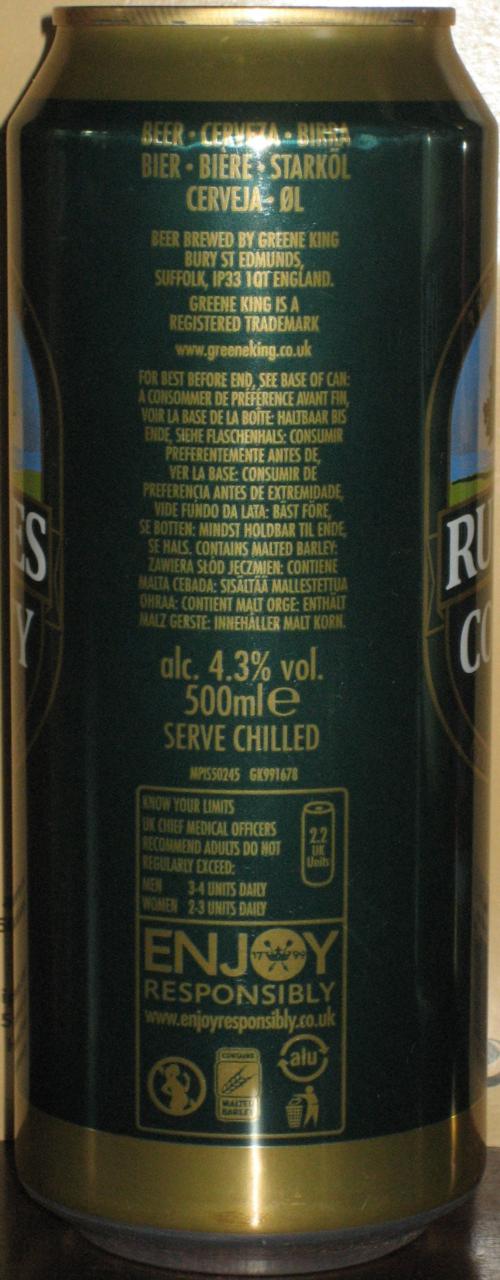 BEER · CERVEZA · BIRRA
BIER · BIÈRE · STARKÖL
CERVEJA · ØL
BEER BREWED BY GREENE KING
BURY ST EDMUNDS,
SUFFOLK, IP33 1QT ENGLAND.
GREENE KING IS A
REGISTERED TRADEMARK
www.greeneking.co.uk
FOR BEST BEFORE END, SEE BASE OF CAN:
A CONSOMMER DE PRÉFÉRENCE AVANT FIN,
VOIR LA BASE DE LA BOÎTE: HALTBAAR BIS
ENDE, SIEHE FLASCHENHALS: CONSUMIR
PREFERENTEMENTE ANTES DE,
VER LA BASE: CONSUMIR DE
PREFERENCIA ANTES DE EXTREMIDADE,
VIDE FUNDO DA LATA: BÄST FÖRE,
SE BOTTEN: MINDST HOLDBAR TIL ENDE,
SE HALS. CONTAINS MALTED BARLEY:
ZAWIERA SŁÓD JECZMIEN: CONTIENE
MALTA CEBADA: SISÄLTÄÄ MALLESTETTUA
OHRAA: CONTIENT MALT ORGE: ENTHÄLT
MALZ GERSTE: INNEHÅLLER MALT KORN.
alc. 4.3% vol.
500ml e
SERVE CHILLED
MPIS50245 GK991678
KNOW YOUR LIMITS
UK CHIEF MEDICAL OFFICERS
RECOMMEND ADULTS DO NOT
REGULARLY EXCEED:
MEN 3-4 UNITS DAILY
WOMEN 2-3 UNITS DAILY
2.2
UK
Units
ENJOY
17 99
RESPONSIBLY
www.enjoyresponsibly.co.uk
CONTAINS
MALTED
BARLEY
alu
ES
Y
RU
CO